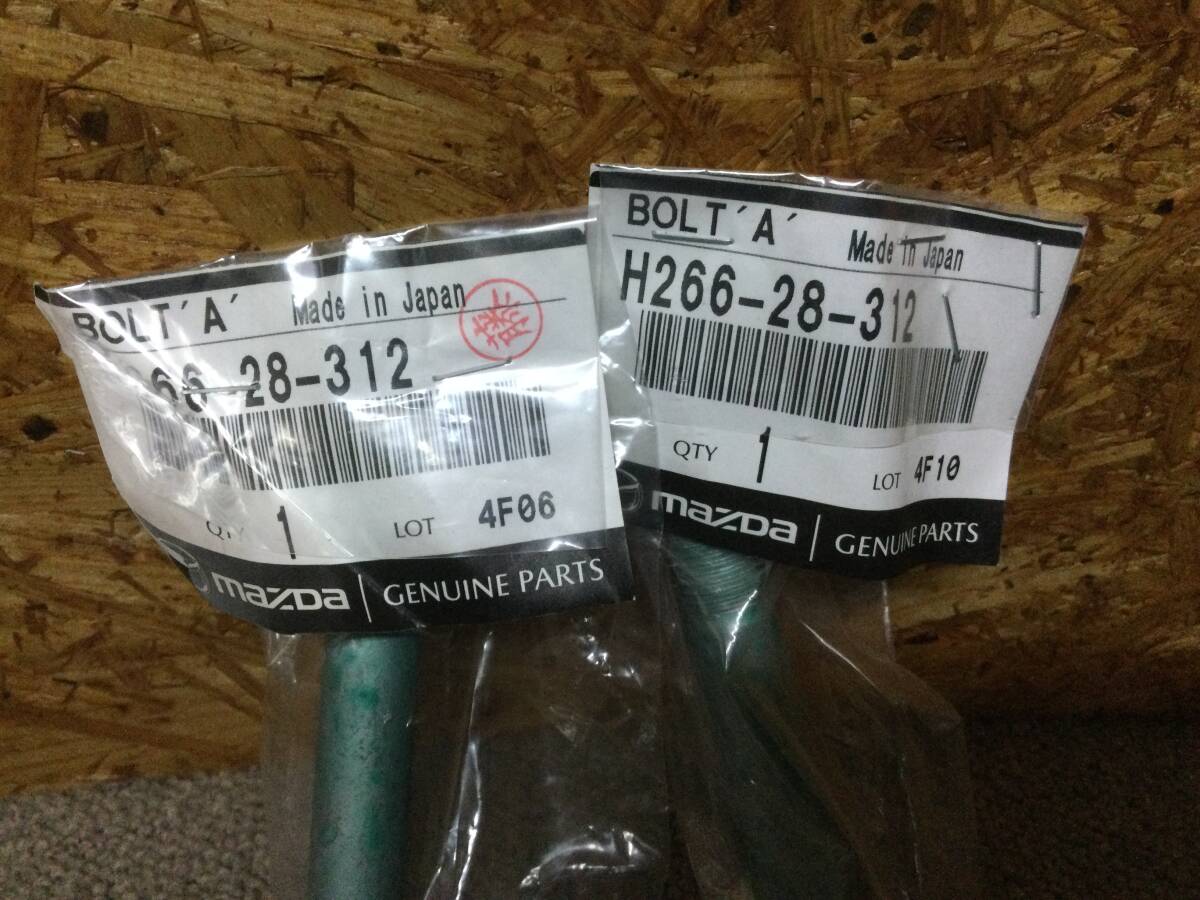 BOLT´A´
Made in Japan
66-28-312
QTY 1
LOT 4F06
mazDa
GENUINE PARTS
BOLT´A´
Made in Japan
H266-28-312
QTY 1
LOT 4F10
mazDa
GENUINE PARTS